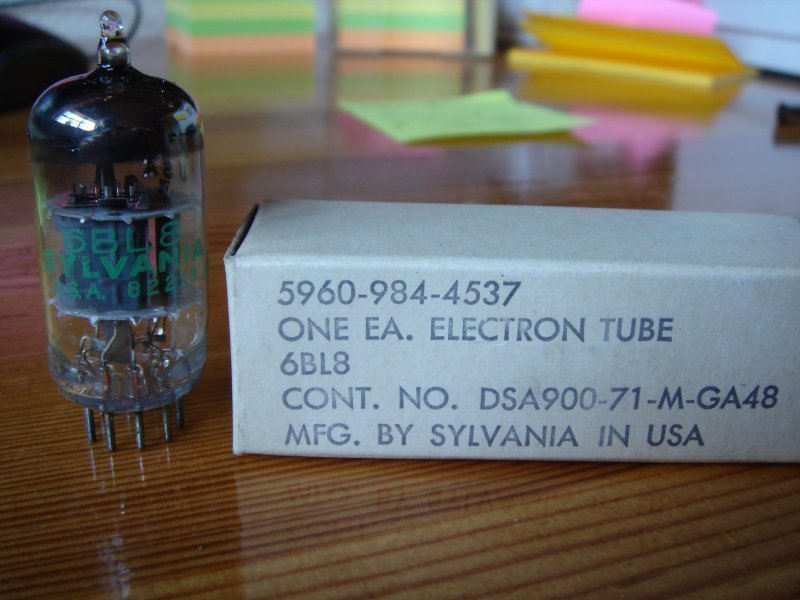 6BL8
SYLVANIA
U.S.A.
5960-984-4537
ONE EA. ELECTRON TUBE
6BL8
CONT. NO. DSA900-71-M-GA48
MFG. BY SYLVANIA IN USA